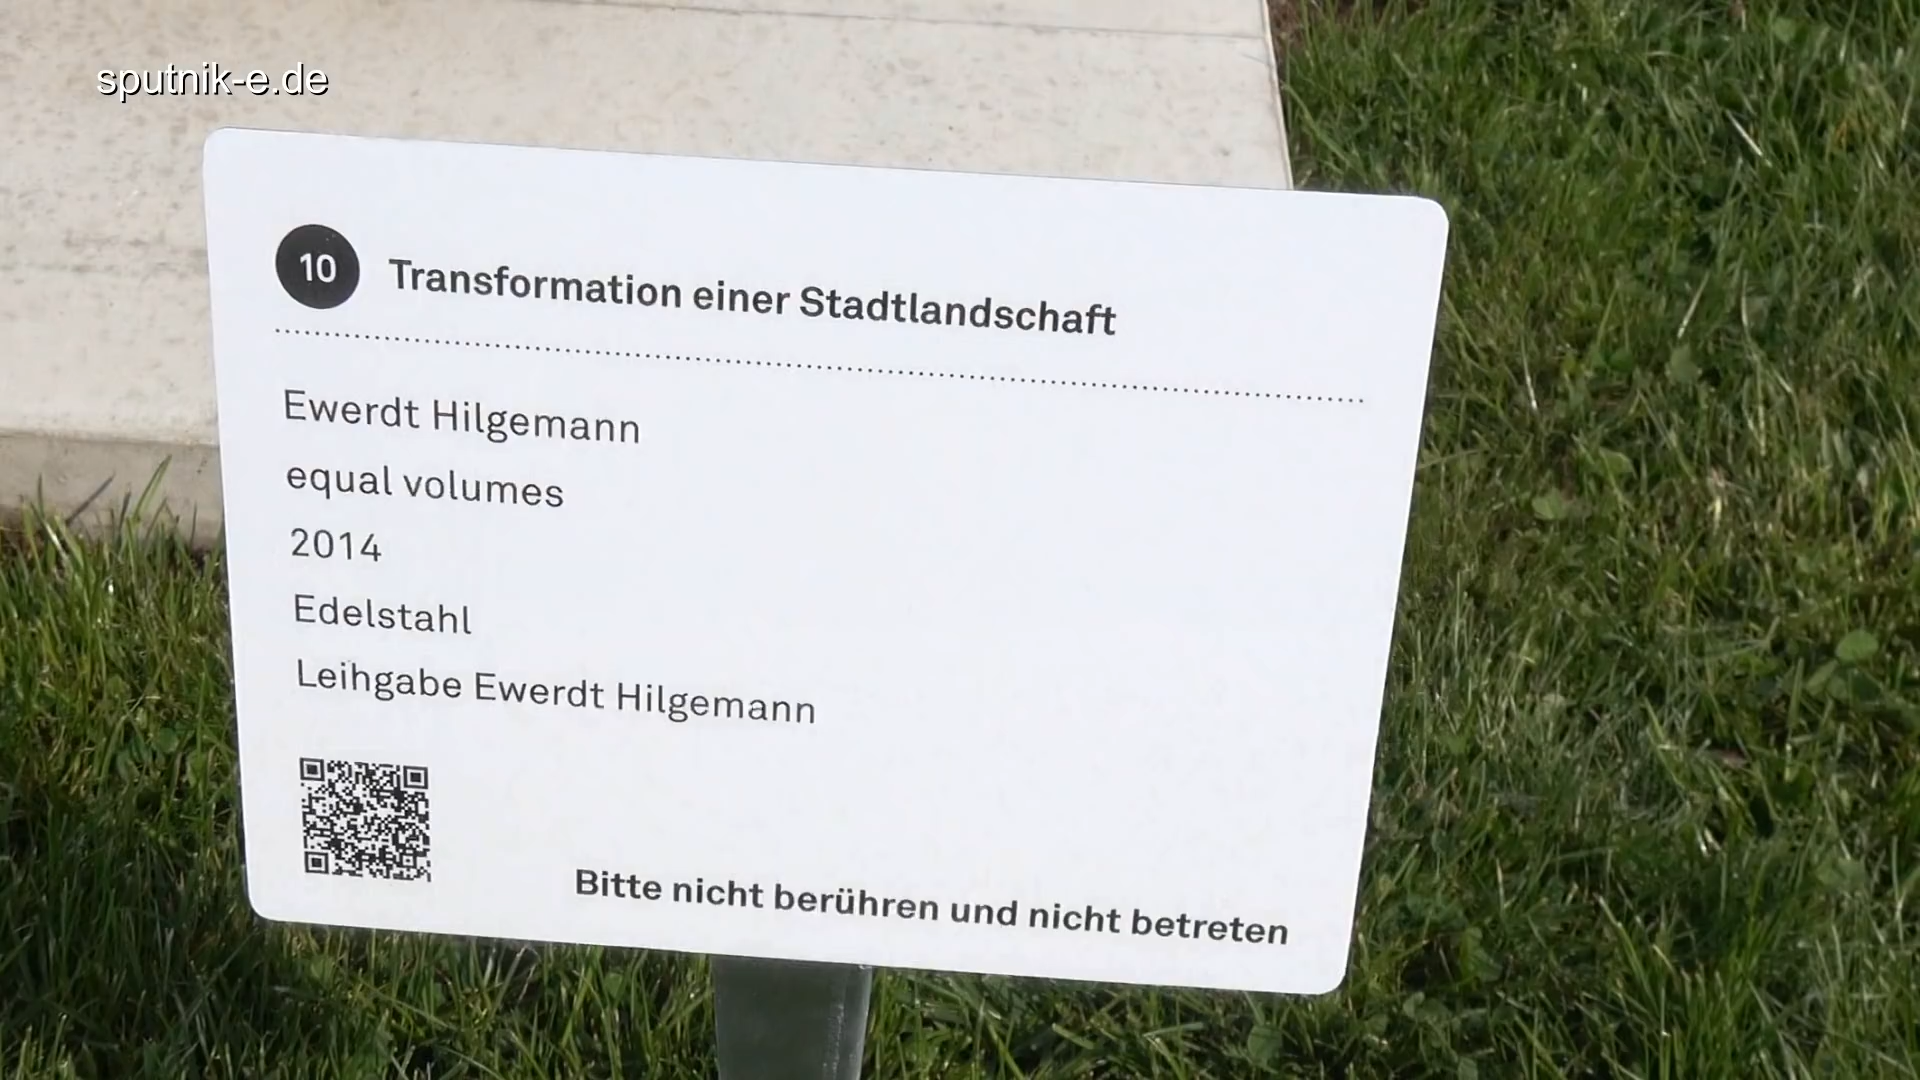 sputnik-e.de
10 Transformation einer Stadtlandschaft
Ewerdt Hilgemann
equal volumes
2014
Edelstahl
Leihgabe Ewerdt Hilgemann
Bitte nicht berühren und nicht betreten